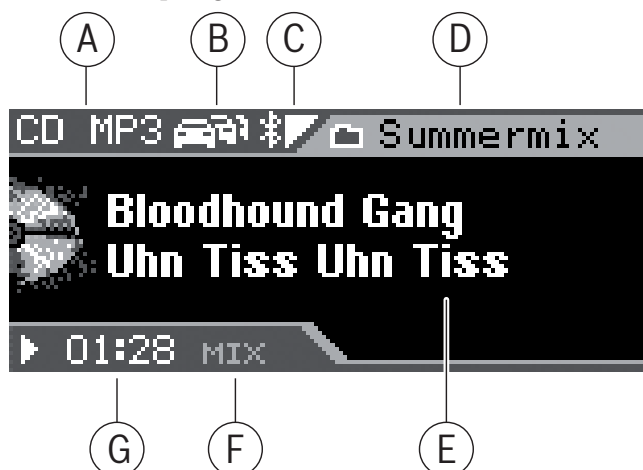 A B C D
CD MP3 Summermix
Bloodhound Gang
Uhn Tiss Uhn Tiss
01:28 MIX
G F E